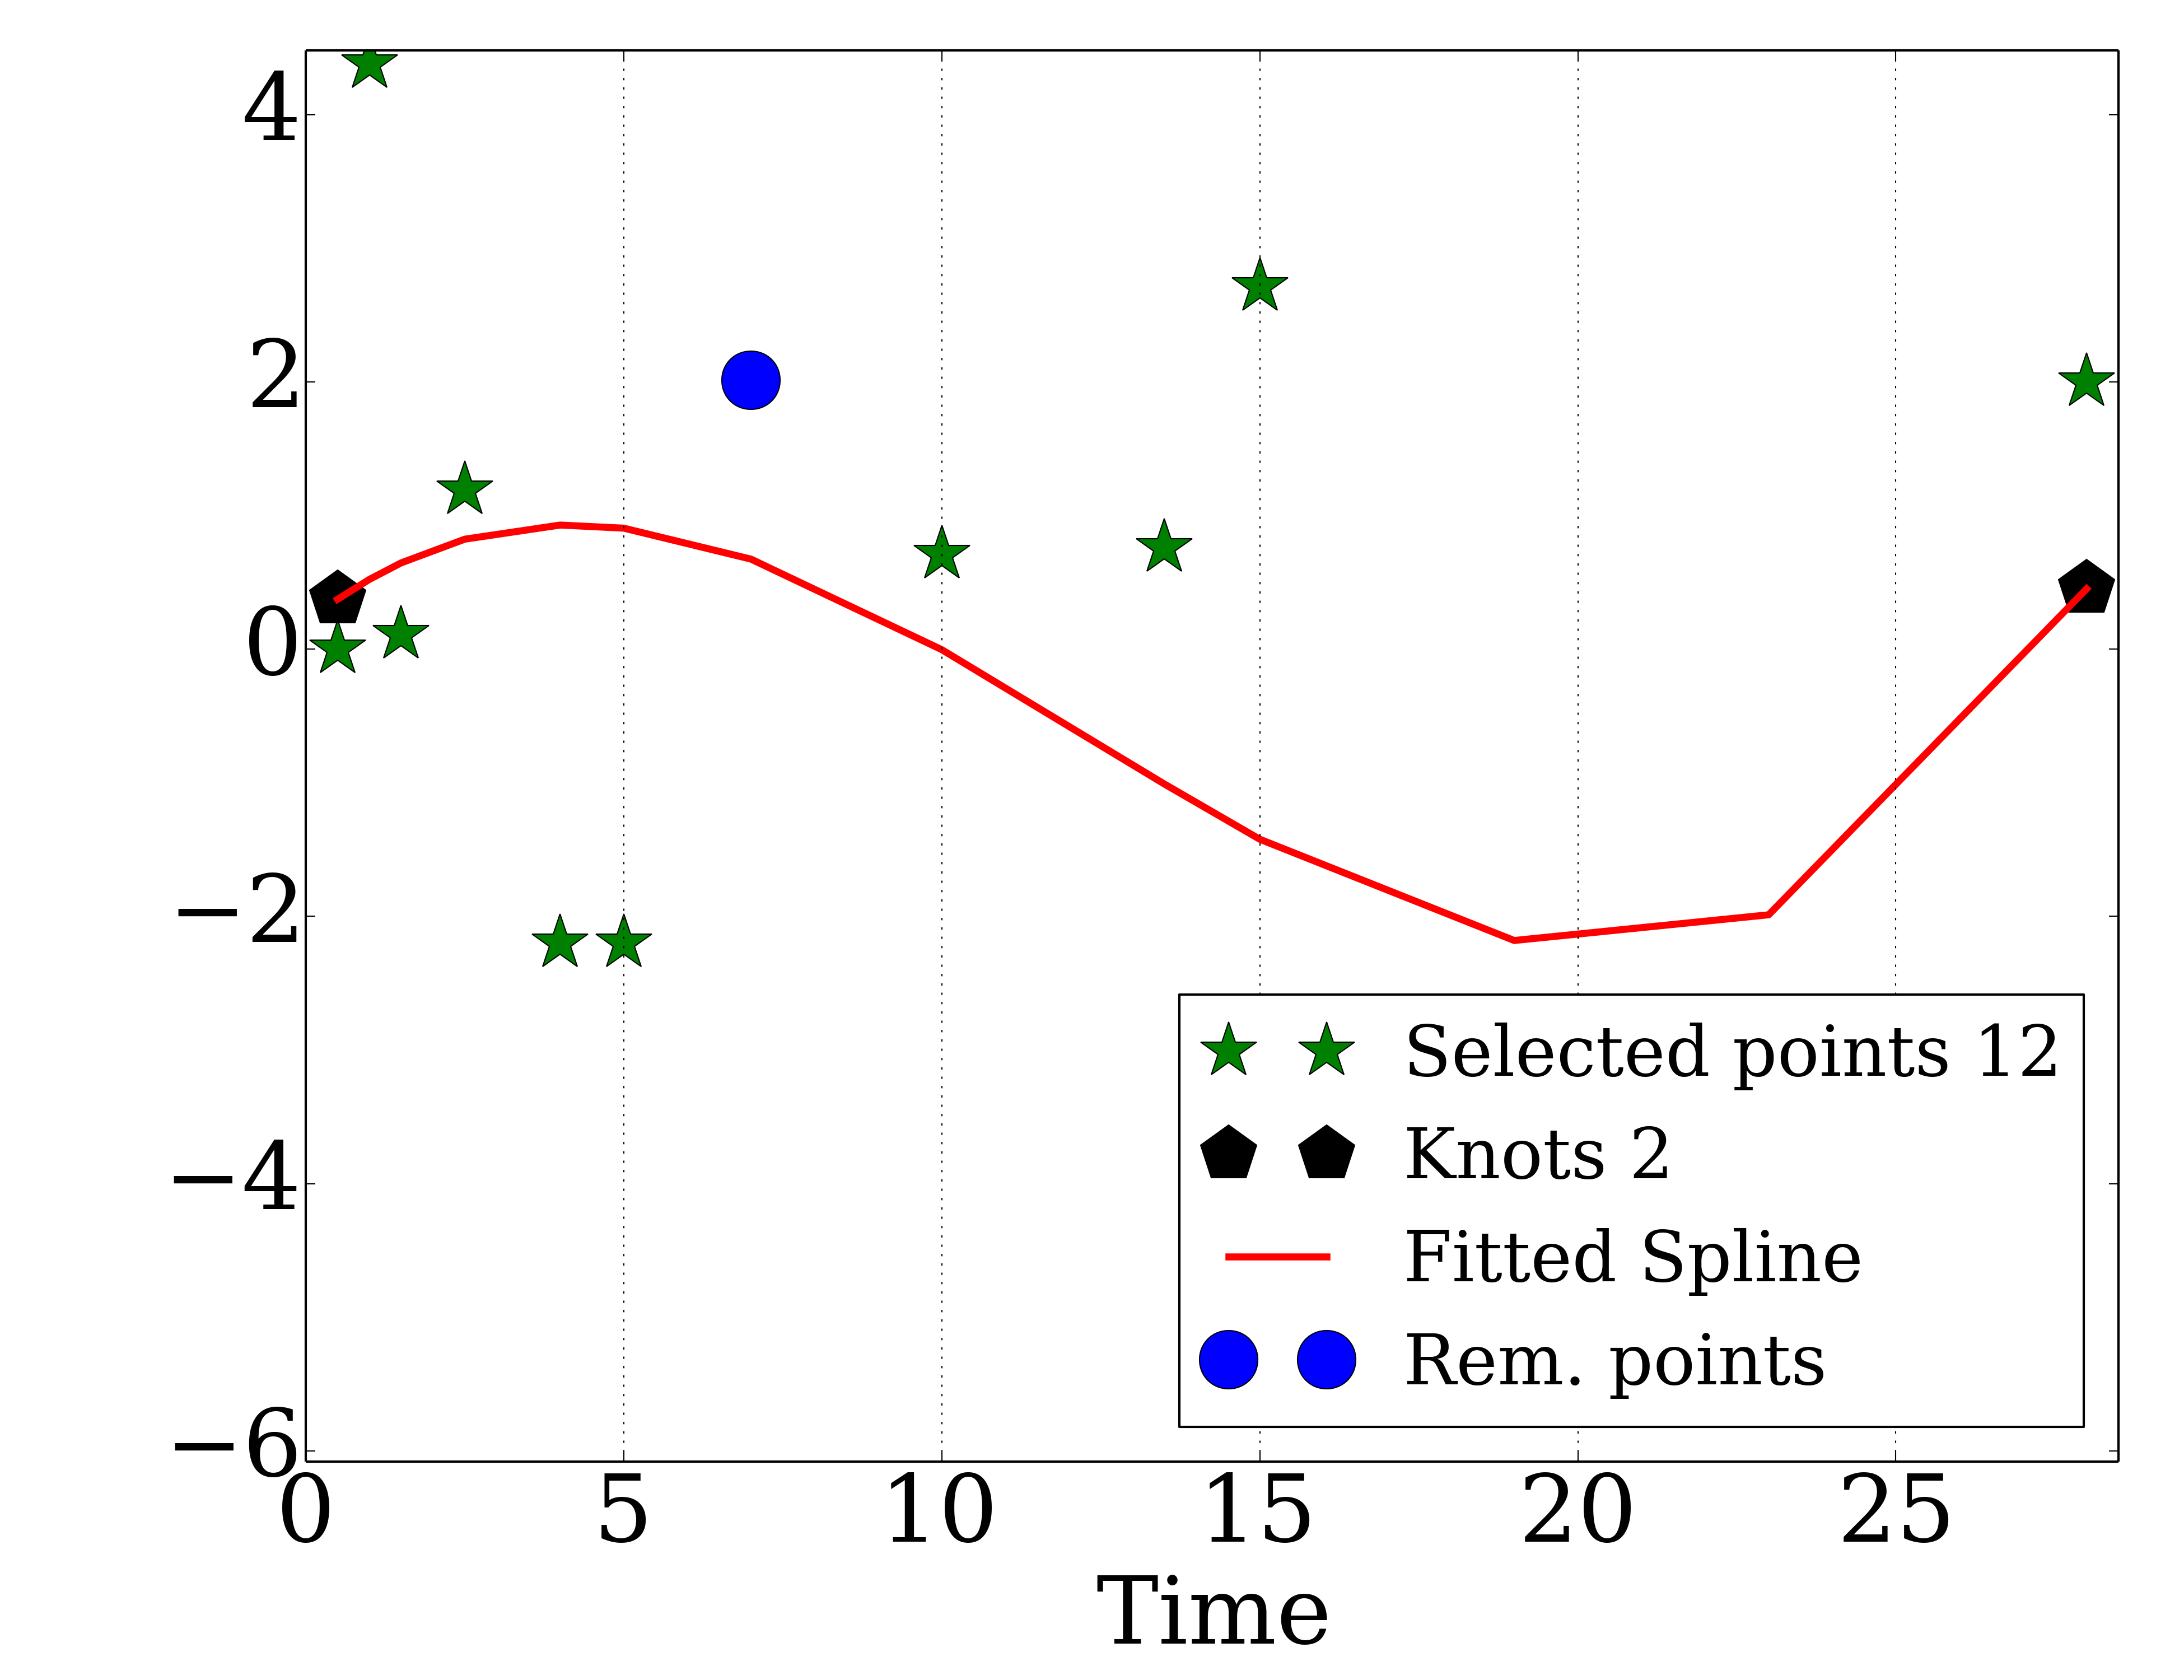 4
2
0
−2
−4
−6
0 5 10 15 20 25
Time
Selected points 12
Knots 2
Fitted Spline
Rem. points